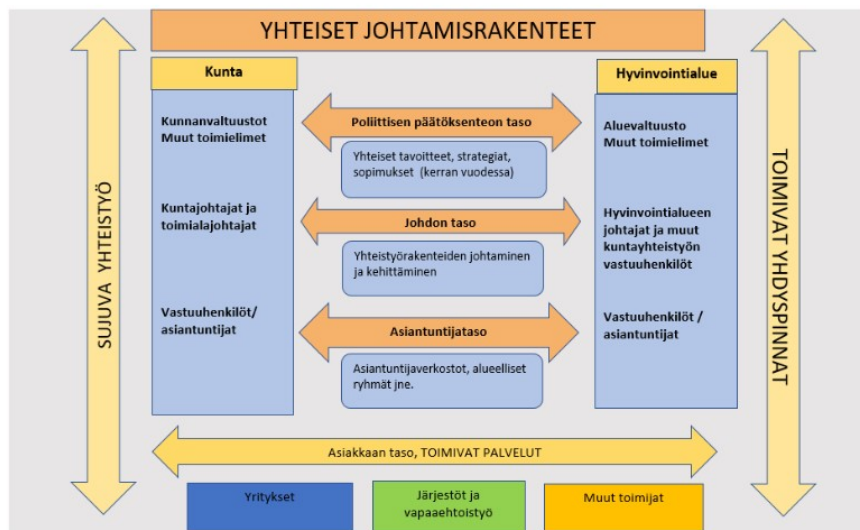 YHTEISET JOHTAMISRAKENTEET
Kunta
Hyvinvointialue
Kunnanvaltuustot
Muut toimielimet
Poliittisen päätöksenteon taso
Aluevaltuusto
Muut toimielimet
Yhteiset tavoitteet, strategiat,
sopimukset (kerran vuodessa)
Kuntajohtajat ja
toimialajohtajat
Johdon taso
Hyvinvointialueen
johtajat ja muut
kuntayhteistyön
vastuuhenkilöt
Yhteistyörakenteiden johtaminen
ja kehittäminen
Vastuuhenkilöt/
asiantuntijat
Asiantuntijataso
Vastuuhenkilöt /
asiantuntijat
Asiantuntijaverkostot, alueelliset
ryhmät jne.
SUJUVA YHTEISTYÖ
TOIMIVAT YHDYSPINNAT
Asiakkaan taso, TOIMIVAT PALVELUT
Yritykset
Järjestöt ja
vapaaehtoistyö
Muut toimijat